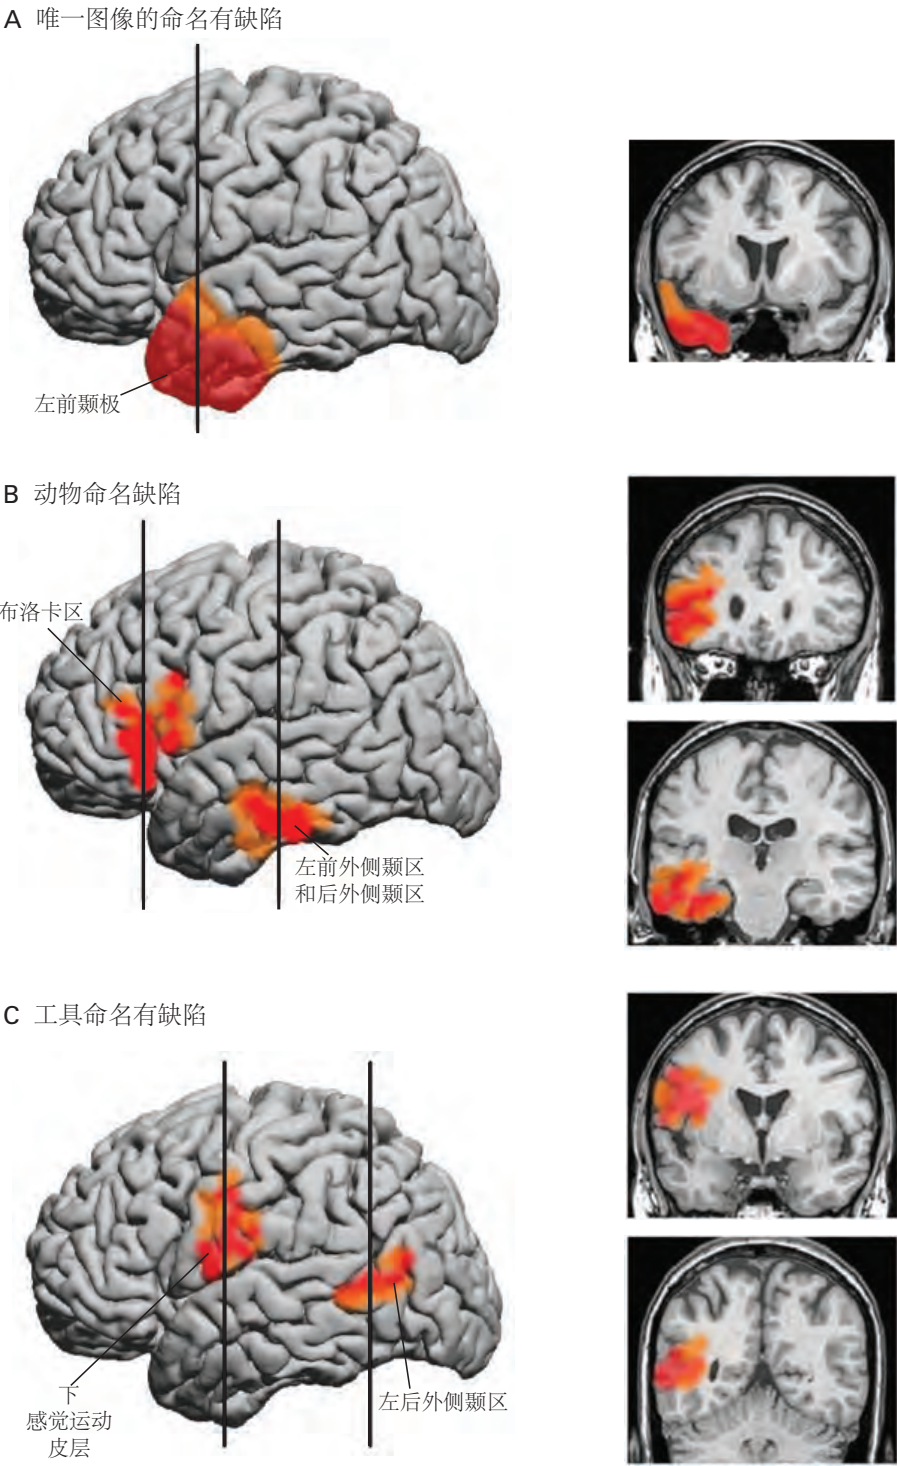 A 唯一图像的命名有缺陷
左前颞极
B 动物命名缺陷
布洛卡区
左前外侧颞区
和后外侧颞区
C 工具命名有缺陷
下
感觉运动
皮层
左后外侧颞区